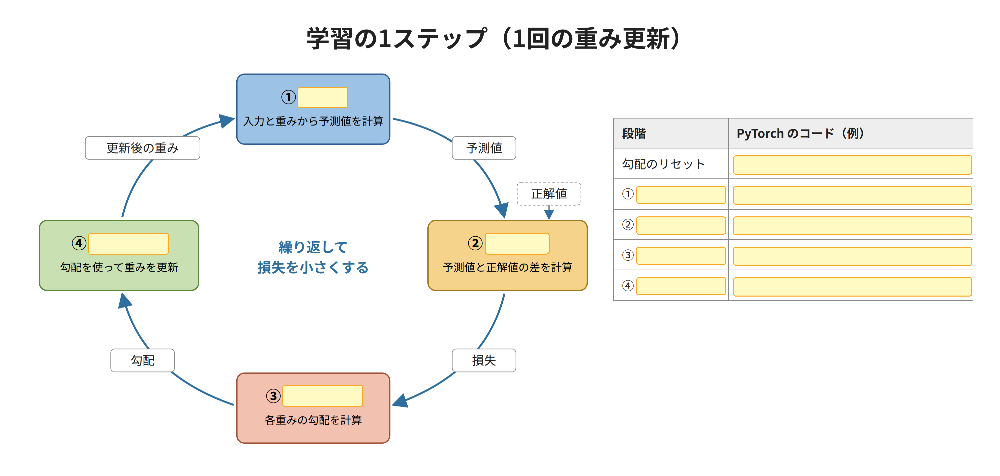 学習の1ステップ（1回の重み更新）
①
入力と重みから予測値を計算
更新後の重み
予測値
正解値
④
勾配を使って重みを更新
繰り返して
損失を小さくする
②
予測値と正解値の差を計算
勾配
損失
③
各重みの勾配を計算
段階
PyTorch のコード（例）
勾配のリセット
①
②
③
④